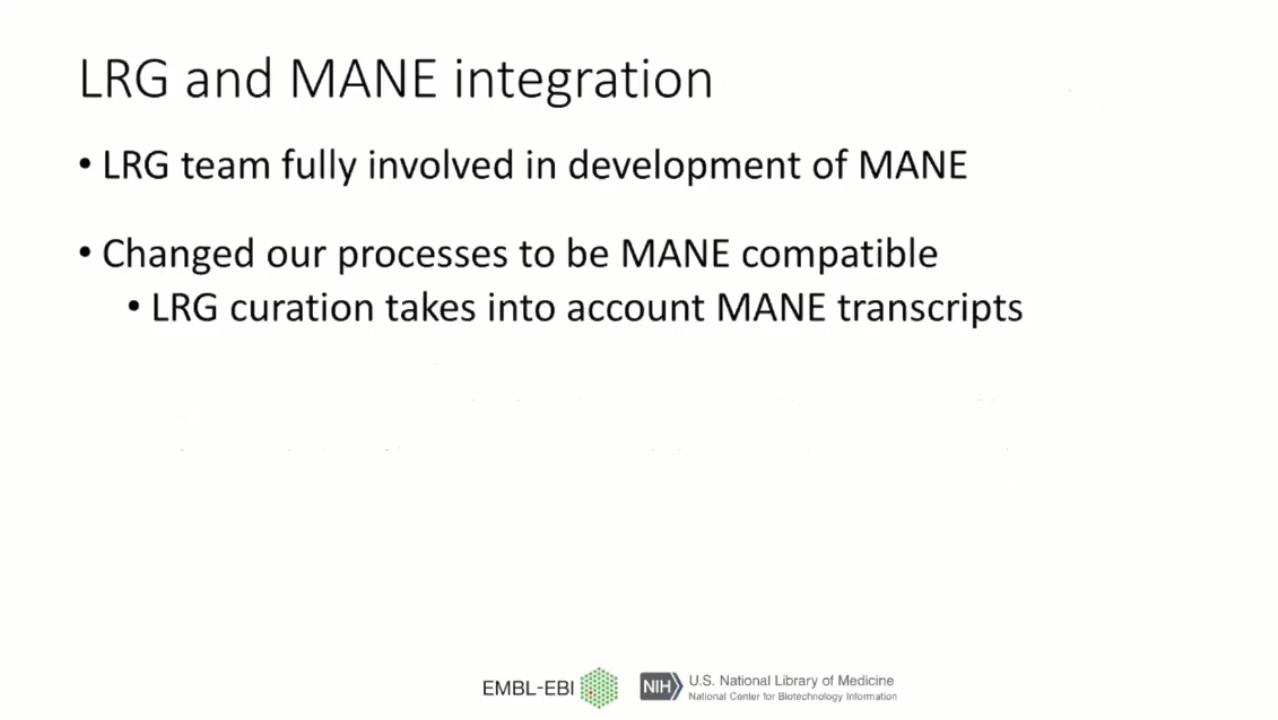 LRG and MANE integration
• LRG team fully involved in development of MANE
• Changed our processes to be MANE compatible
• LRG curation takes into account MANE transcripts
EMBL-EBI
NIH
U.S. National Library of Medicine
National Center for Biotechnology Information